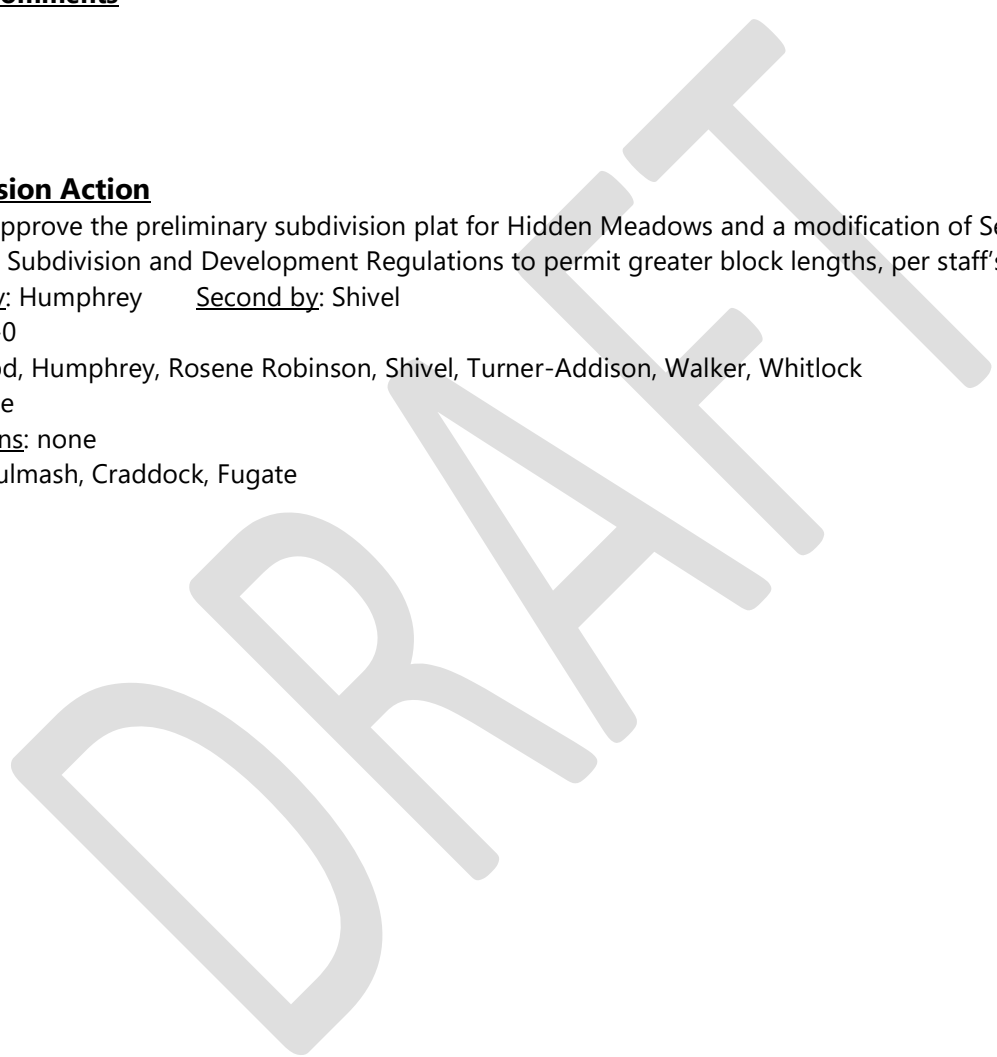 omments
sion Action
pprove the preliminary subdivision plat for Hidden Meadows and a modification of Se
Subdivision and Development Regulations to permit greater block lengths, per staff's
y: Humphrey Second by: Shivel
0
od, Humphrey, Rosene Robinson, Shivel, Turner-Addison, Walker, Whitlock
e
ns: none
ulmash, Craddock, Fugate
DRAFT